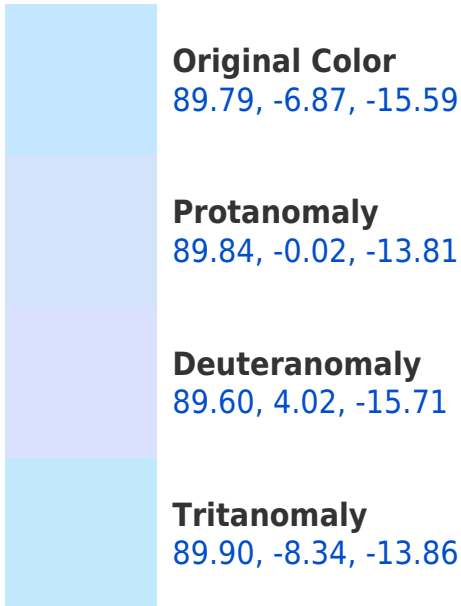 Original Color
89.79, -6.87, -15.59
Protanomaly
89.84, -0.02, -13.81
Deuteranomaly
89.60, 4.02, -15.71
Tritanomaly
89.90, -8.34, -13.86